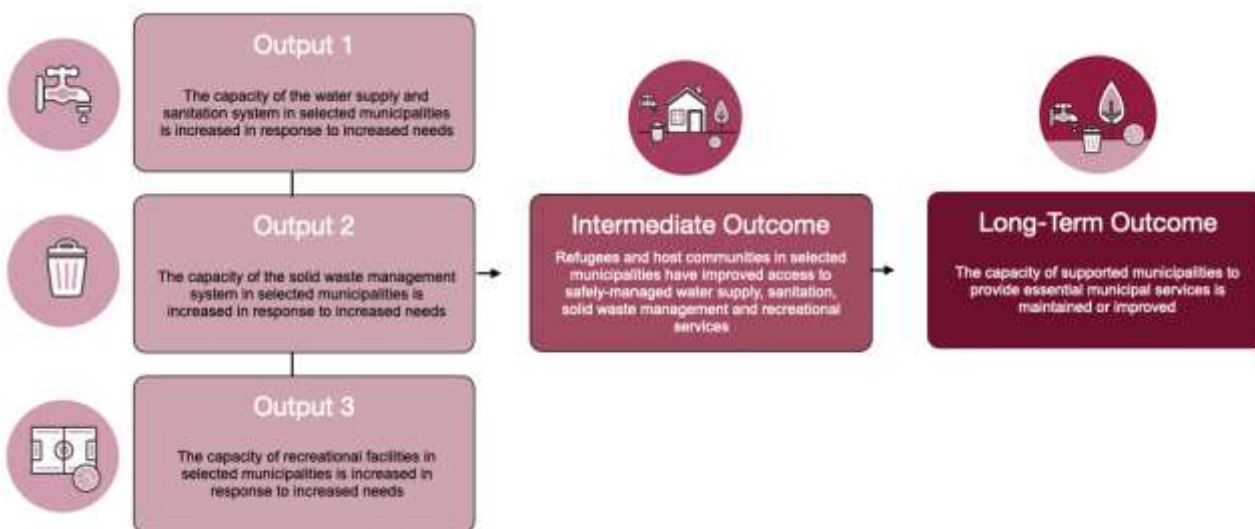 Output 1
The capacity of the water supply and
sanitation system in selected municipalities
is increased in response to increased needs
Output 2
The capacity of the solid waste management
system in selected municipalities is
increased in response to increased needs
Output 3
The capacity of recreational facilities in
selected municipalities is increased in
response to increased needs
Intermediate Outcome
Refugees and host communities in selected
municipalities have improved access to
safely-managed water supply, sanitation,
solid waste management and recreational
services
Long-Term Outcome
The capacity of supported municipalities to
provide essential municipal services is
maintained or improved